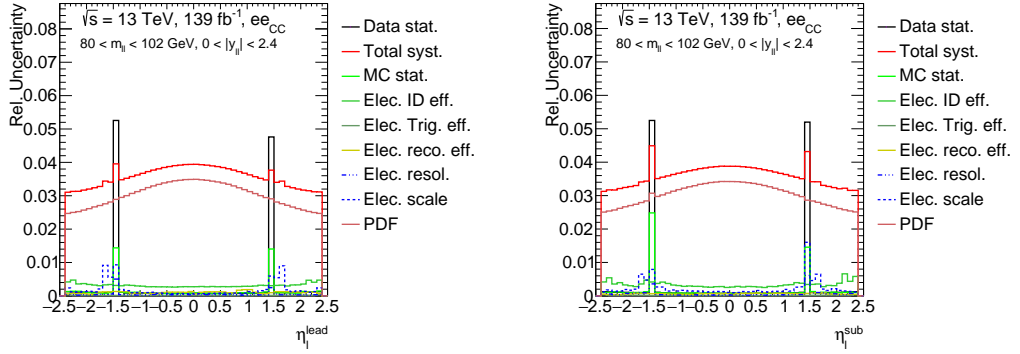 √s = 13 TeV, 139 fb⁻¹, ee_CC
80 < m_ll < 102 GeV, 0 < |y_ll| < 2.4
Rel. Uncertainty
0.08
0.07
0.06
0.05
0.04
0.03
0.02
0.01
0
−2.5 −2 −1.5 −1 −0.5 0 0.5 1 1.5 2 2.5
η_l^lead
Data stat.
Total syst.
MC stat.
Elec. ID eff.
Elec. Trig. eff.
Elec. reco. eff.
Elec. resol.
Elec. scale
PDF
√s = 13 TeV, 139 fb⁻¹, ee_CC
80 < m_ll < 102 GeV, 0 < |y_ll| < 2.4
Rel. Uncertainty
0.08
0.07
0.06
0.05
0.04
0.03
0.02
0.01
0
−2.5 −2 −1.5 −1 −0.5 0 0.5 1 1.5 2 2.5
η_l^sub
Data stat.
Total syst.
MC stat.
Elec. ID eff.
Elec. Trig. eff.
Elec. reco. eff.
Elec. resol.
Elec. scale
PDF